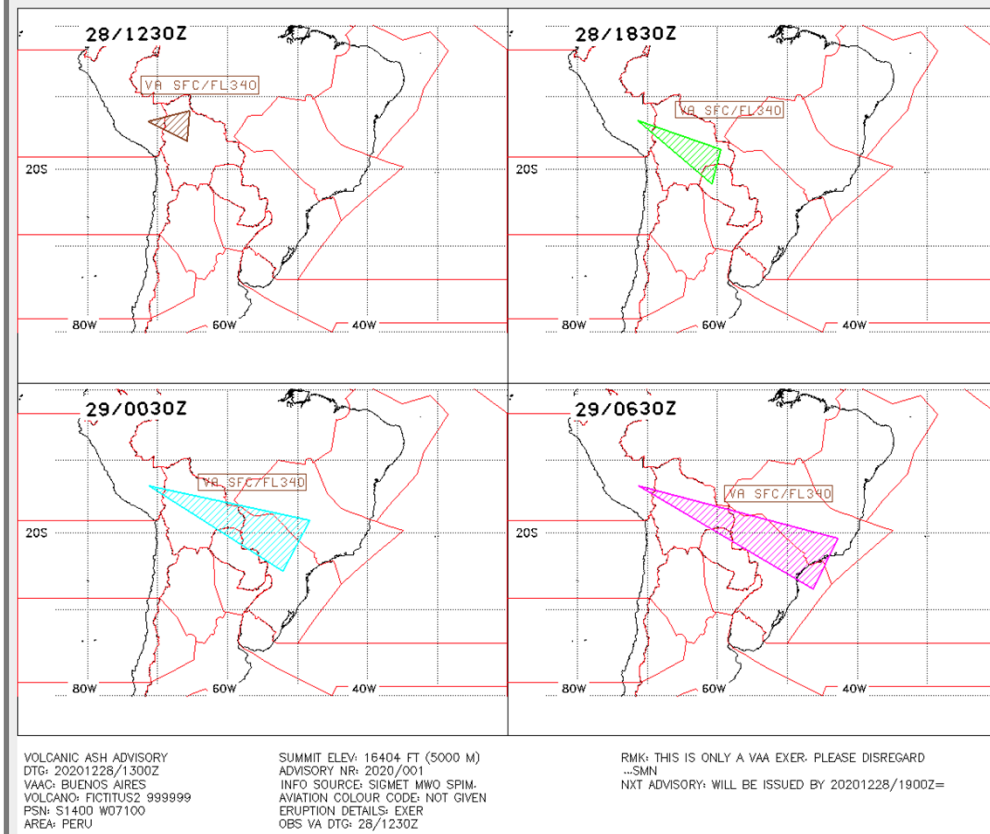 28/1230Z
VA SFC/FL340
20S
80W 60W 40W
28/1830Z
VA SFC/FL340
20S
80W 60W 40W
29/0030Z
VA SFC/FL340
20S
80W 60W 40W
29/0630Z
VA SFC/FL340
20S
80W 60W 40W
VOLCANIC ASH ADVISORY
DTG: 20201228/1300Z
VAAC: BUENOS AIRES
VOLCANO: FICTITUS2 999999
PSN: S1400 W07100
AREA: PERU
SUMMIT ELEV: 16404 FT (5000 M)
ADVISORY NR: 2020/001
INFO SOURCE: SIGMET MWO SPIM.
AVIATION COLOUR CODE: NOT GIVEN
ERUPTION DETAILS: EXER
OBS VA DTG: 28/1230Z
RMK: THIS IS ONLY A VAA EXER. PLEASE DISREGARD
...SMN
NXT ADVISORY: WILL BE ISSUED BY 20201228/1900Z=